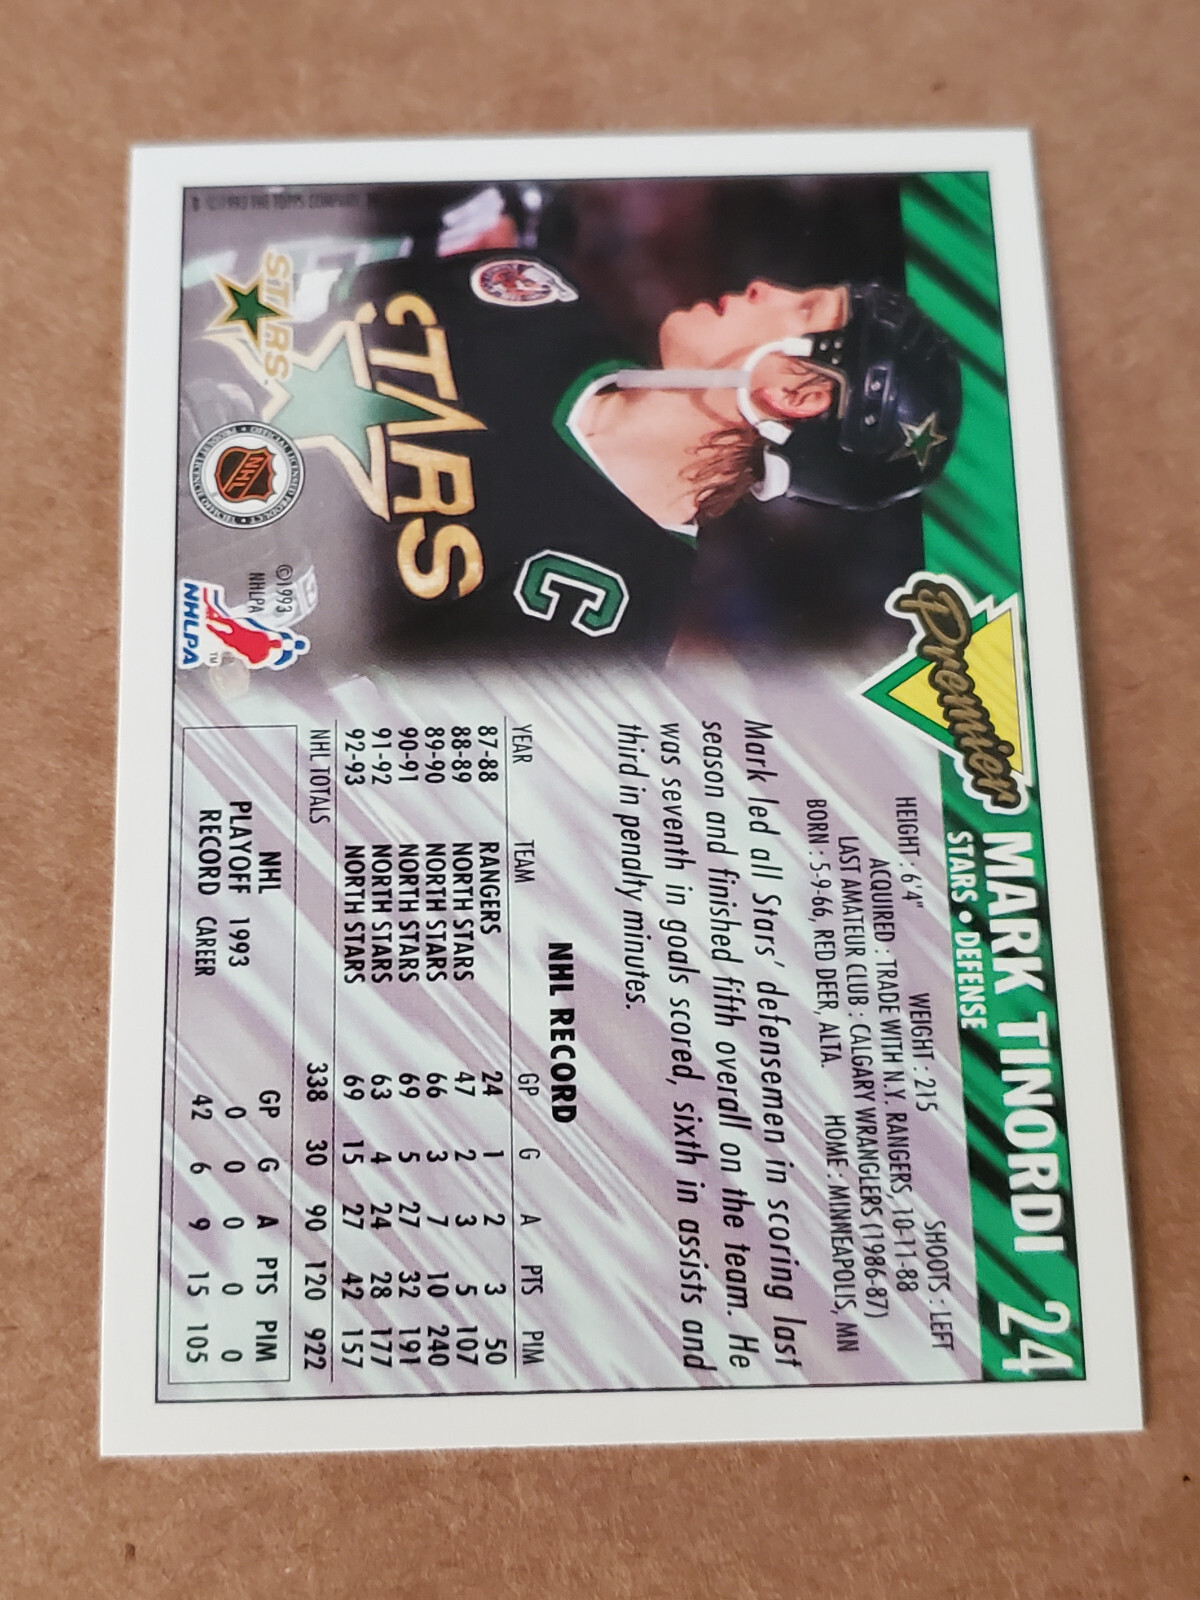 Premier
MARK TINORDI 24
STARS • DEFENSE
HEIGHT : 6'4" WEIGHT : 215 SHOOTS : LEFT
ACQUIRED : TRADE WITH N.Y. RANGERS, 10-11-88
LAST AMATEUR CLUB : CALGARY WRANGLERS (1986-87)
BORN : 5-9-66, RED DEER, ALTA. HOME : MINNEAPOLIS, MN
Mark led all Stars' defensemen in scoring last
season and finished fifth overall on the team. He
was seventh in goals scored, sixth in assists and
third in penalty minutes.
NHL RECORD
YEAR TEAM GP G A PTS PIM
87-88 RANGERS 24 1 2 3 50
88-89 NORTH STARS 47 2 3 5 107
89-90 NORTH STARS 66 3 7 10 240
90-91 NORTH STARS 69 5 27 32 191
91-92 NORTH STARS 63 4 24 28 177
92-93 NORTH STARS 69 15 27 42 157
NHL TOTALS 338 30 90 120 922
NHL GP G A PTS PIM
PLAYOFF 1993 0 0 0 0 0
RECORD CAREER 42 6 9 15 105
C
STARS
STARS
OFFICIAL LICENSED PRODUCT
NHL
©1993
NHLPA
NHLPA
TM
©1993 THE TOPPS COMPANY